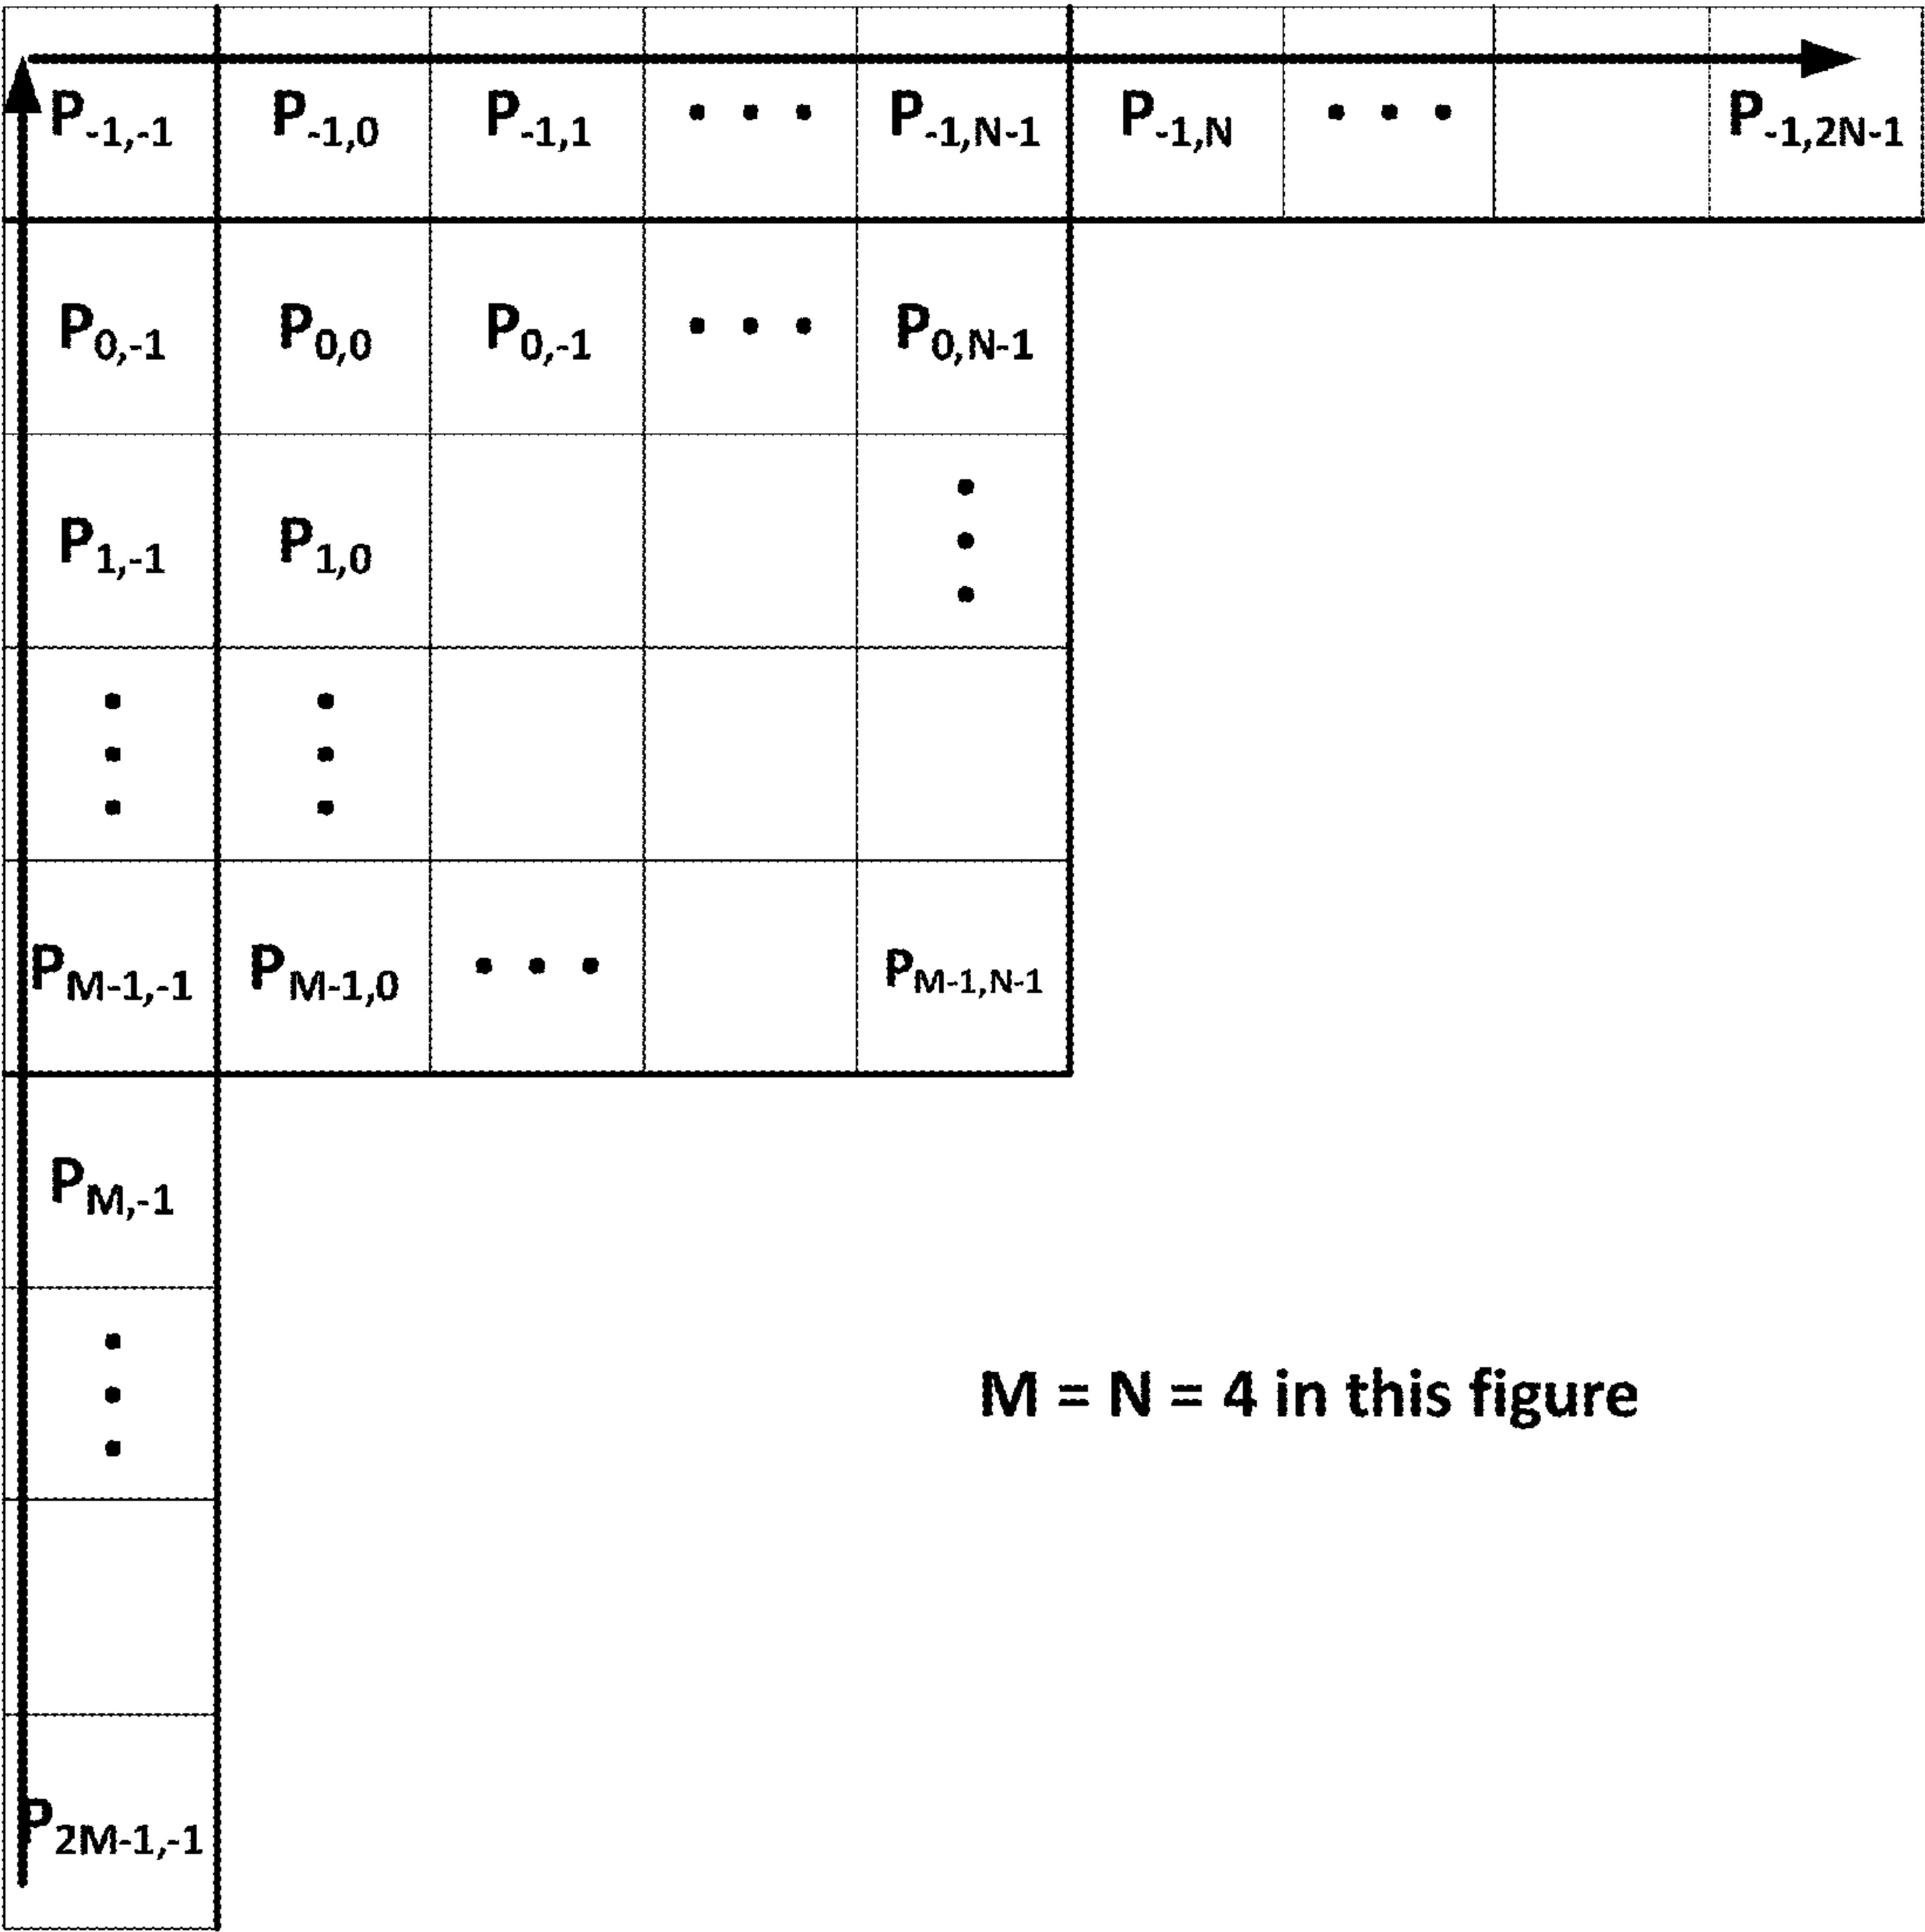 P-1,-1 P-1,0 P-1,1 • • • P-1,N-1 P-1,N • • • P-1,2N-1
P0,-1 P0,0 P0,-1 • • • P0,N-1
P1,-1 P1,0
PM-1,-1 PM-1,0 • • • PM-1,N-1
PM,-1
M = N = 4 in this figure
P2M-1,-1